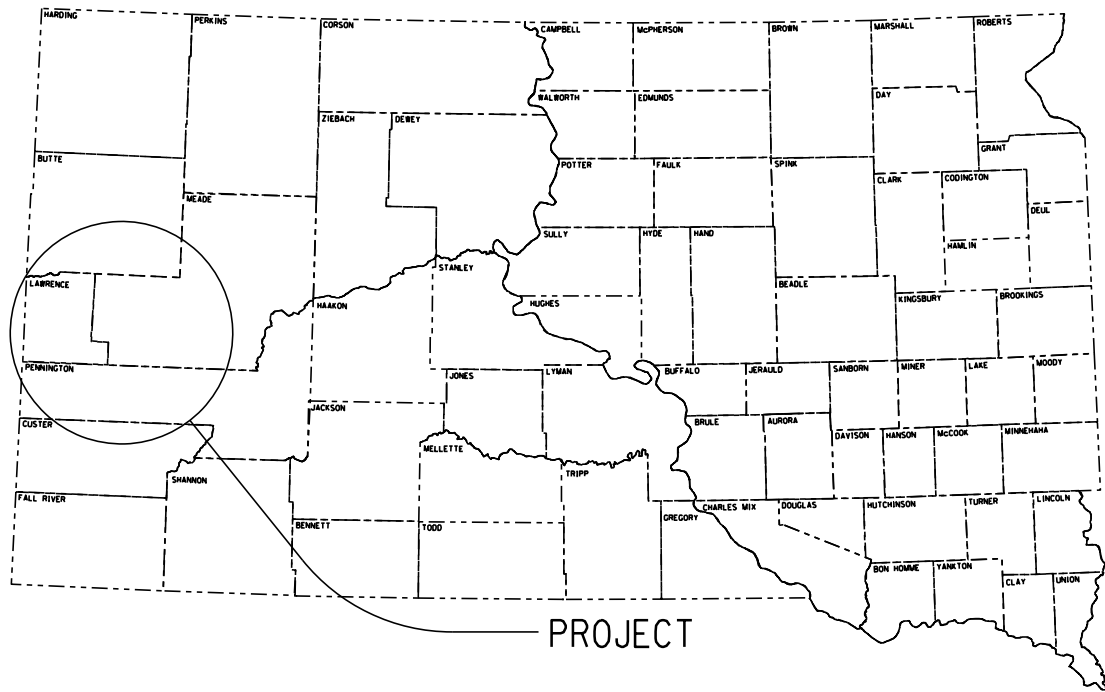 HARDING
PERKINS
CORSON
CAMPBELL
McPHERSON
BROWN
MARSHALL
ROBERTS
WALWORTH
EDMUNDS
DAY
ZIEBACH
DEWEY
GRANT
BUTTE
POTTER
FAULK
SPINK
CLARK
CODINGTON
MEADE
DEUL
SULLY
HYDE
HAND
HAMLIN
STANLEY
LAWRENCE
BEADLE
HAAKON
HUGHES
KINGSBURY
BROOKINGS
PENNINGTON
JONES
LYMAN
BUFFALO
JERAULD
SANBORN
MINER
LAKE
MOODY
JACKSON
CUSTER
BRULE
AURORA
DAVISON
HANSON
McCOOK
MINNEHAHA
MELLETTE
SHANNON
TRIPP
FALL RIVER
GREGORY
CHARLES MIX
DOUGLAS
HUTCHINSON
TURNER
LINCOLN
BENNETT
TODD
BON HOMME
YANKTON
CLAY
UNION
PROJECT